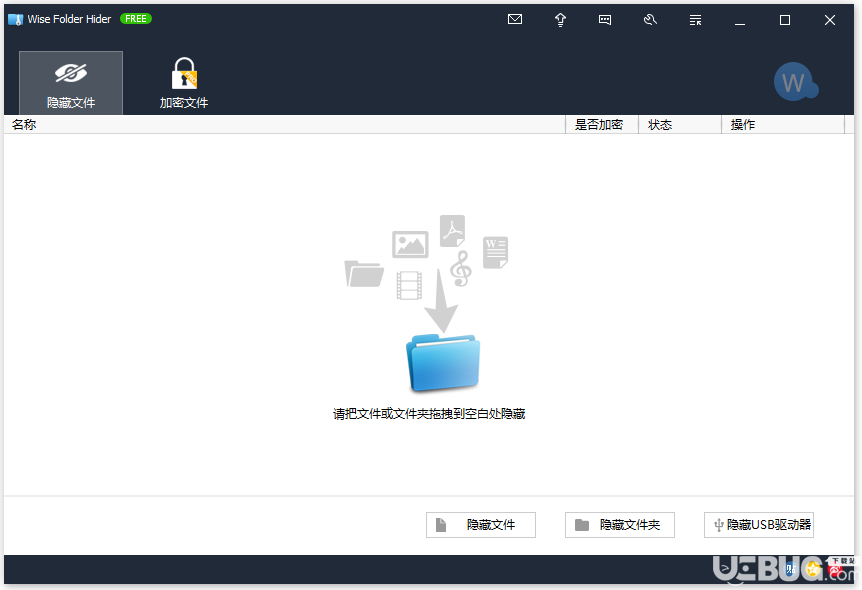 Wise Folder Hider FREE
隐藏文件
加密文件
W
名称 是否加密 状态 操作
W
请把文件或文件夹拖拽到空白处隐藏
隐藏文件 隐藏文件夹 隐藏USB驱动器
UEBUG
下载站
.com